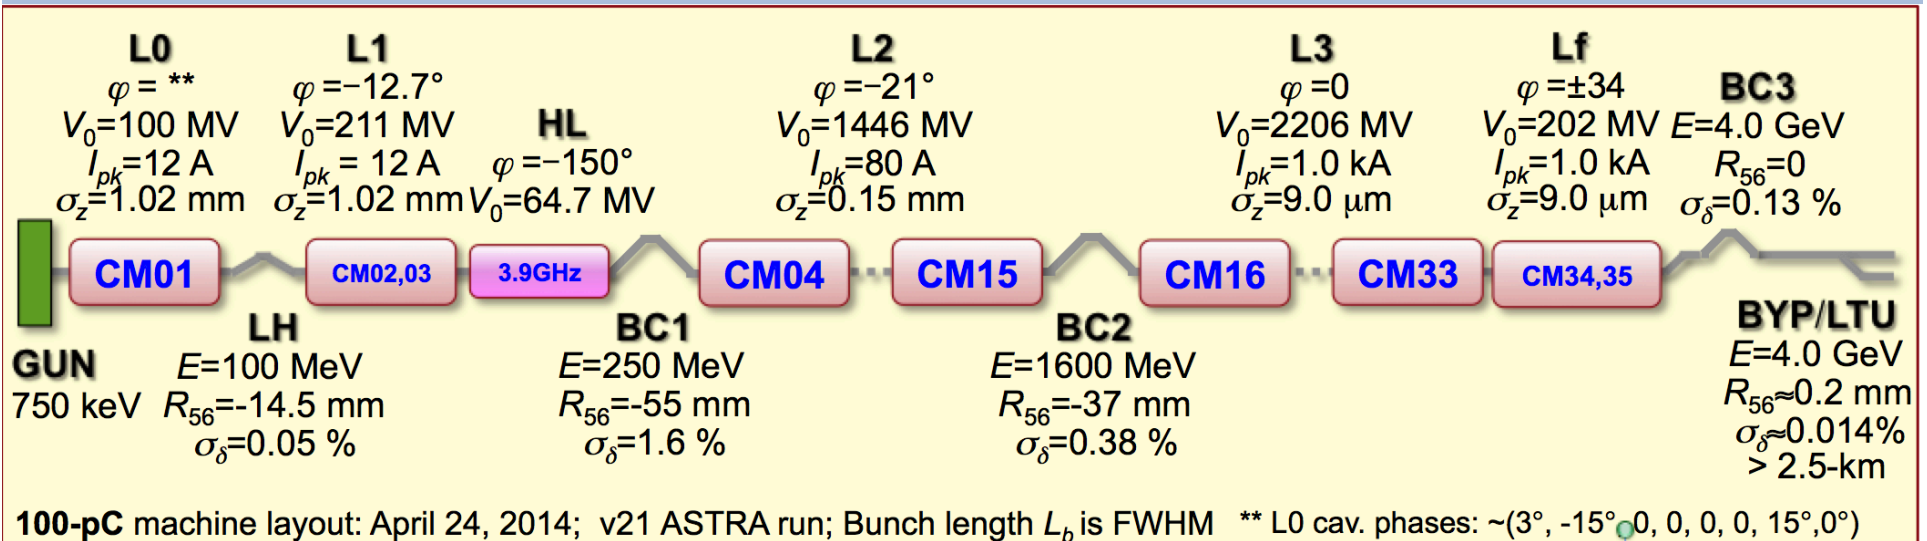 L0
φ = **
V0=100 MV
Ipk=12 A
σz=1.02 mm
L1
φ =−12.7°
V0=211 MV
Ipk = 12 A
σz=1.02 mm
HL
φ =−150°
V0=64.7 MV
L2
φ =−21°
V0=1446 MV
Ipk=80 A
σz=0.15 mm
L3
φ =0
V0=2206 MV
Ipk=1.0 kA
σz=9.0 μm
Lf
φ =±34
V0=202 MV
Ipk=1.0 kA
σz=9.0 μm
BC3
E=4.0 GeV
R56=0
σδ=0.13 %
CM01
CM02,03
3.9GHz
CM04
CM15
CM16
CM33
CM34,35
GUN
750 keV
LH
E=100 MeV
R56=-14.5 mm
σδ=0.05 %
BC1
E=250 MeV
R56=-55 mm
σδ=1.6 %
BC2
E=1600 MeV
R56=-37 mm
σδ=0.38 %
BYP/LTU
E=4.0 GeV
R56≈0.2 mm
σδ≈0.014%
> 2.5-km
100-pC machine layout: April 24, 2014; v21 ASTRA run; Bunch length Lb is FWHM ** L0 cav. phases: ~(3°, -15°, 0, 0, 0, 0, 15°,0°)